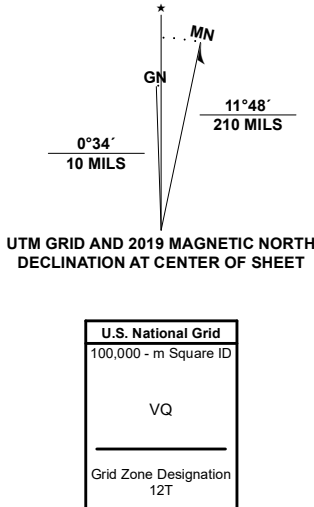 ★
MN
GN
11°48´
210 MILS
0°34´
10 MILS
UTM GRID AND 2019 MAGNETIC NORTH
DECLINATION AT CENTER OF SHEET
U.S. National Grid
100,000 - m Square ID
VQ
Grid Zone Designation
12T